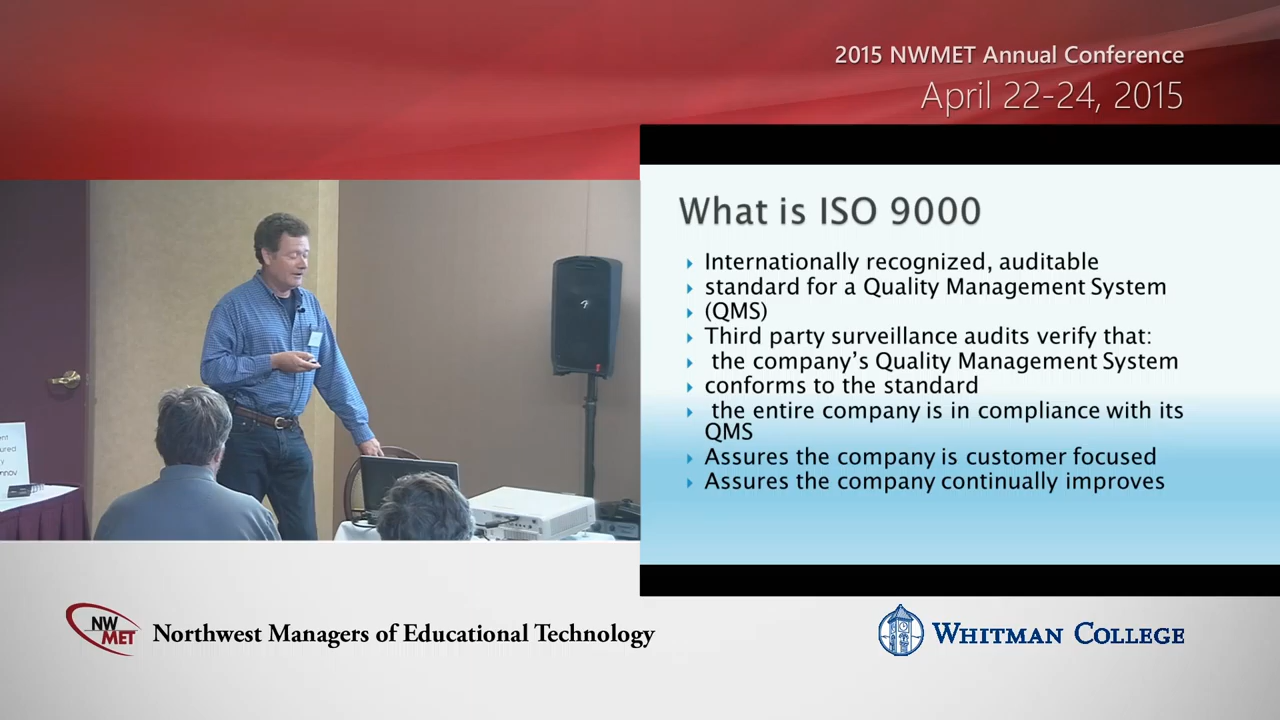 2015 NWMET Annual Conference
April 22-24, 2015
What is ISO 9000
Internationally recognized, auditable
standard for a Quality Management System
(QMS)
Third party surveillance audits verify that:
the company's Quality Management System
conforms to the standard
the entire company is in compliance with its
QMS
Assures the company is customer focused
Assures the company continually improves
NW
MET
Northwest Managers of Educational Technology
WHITMAN COLLEGE